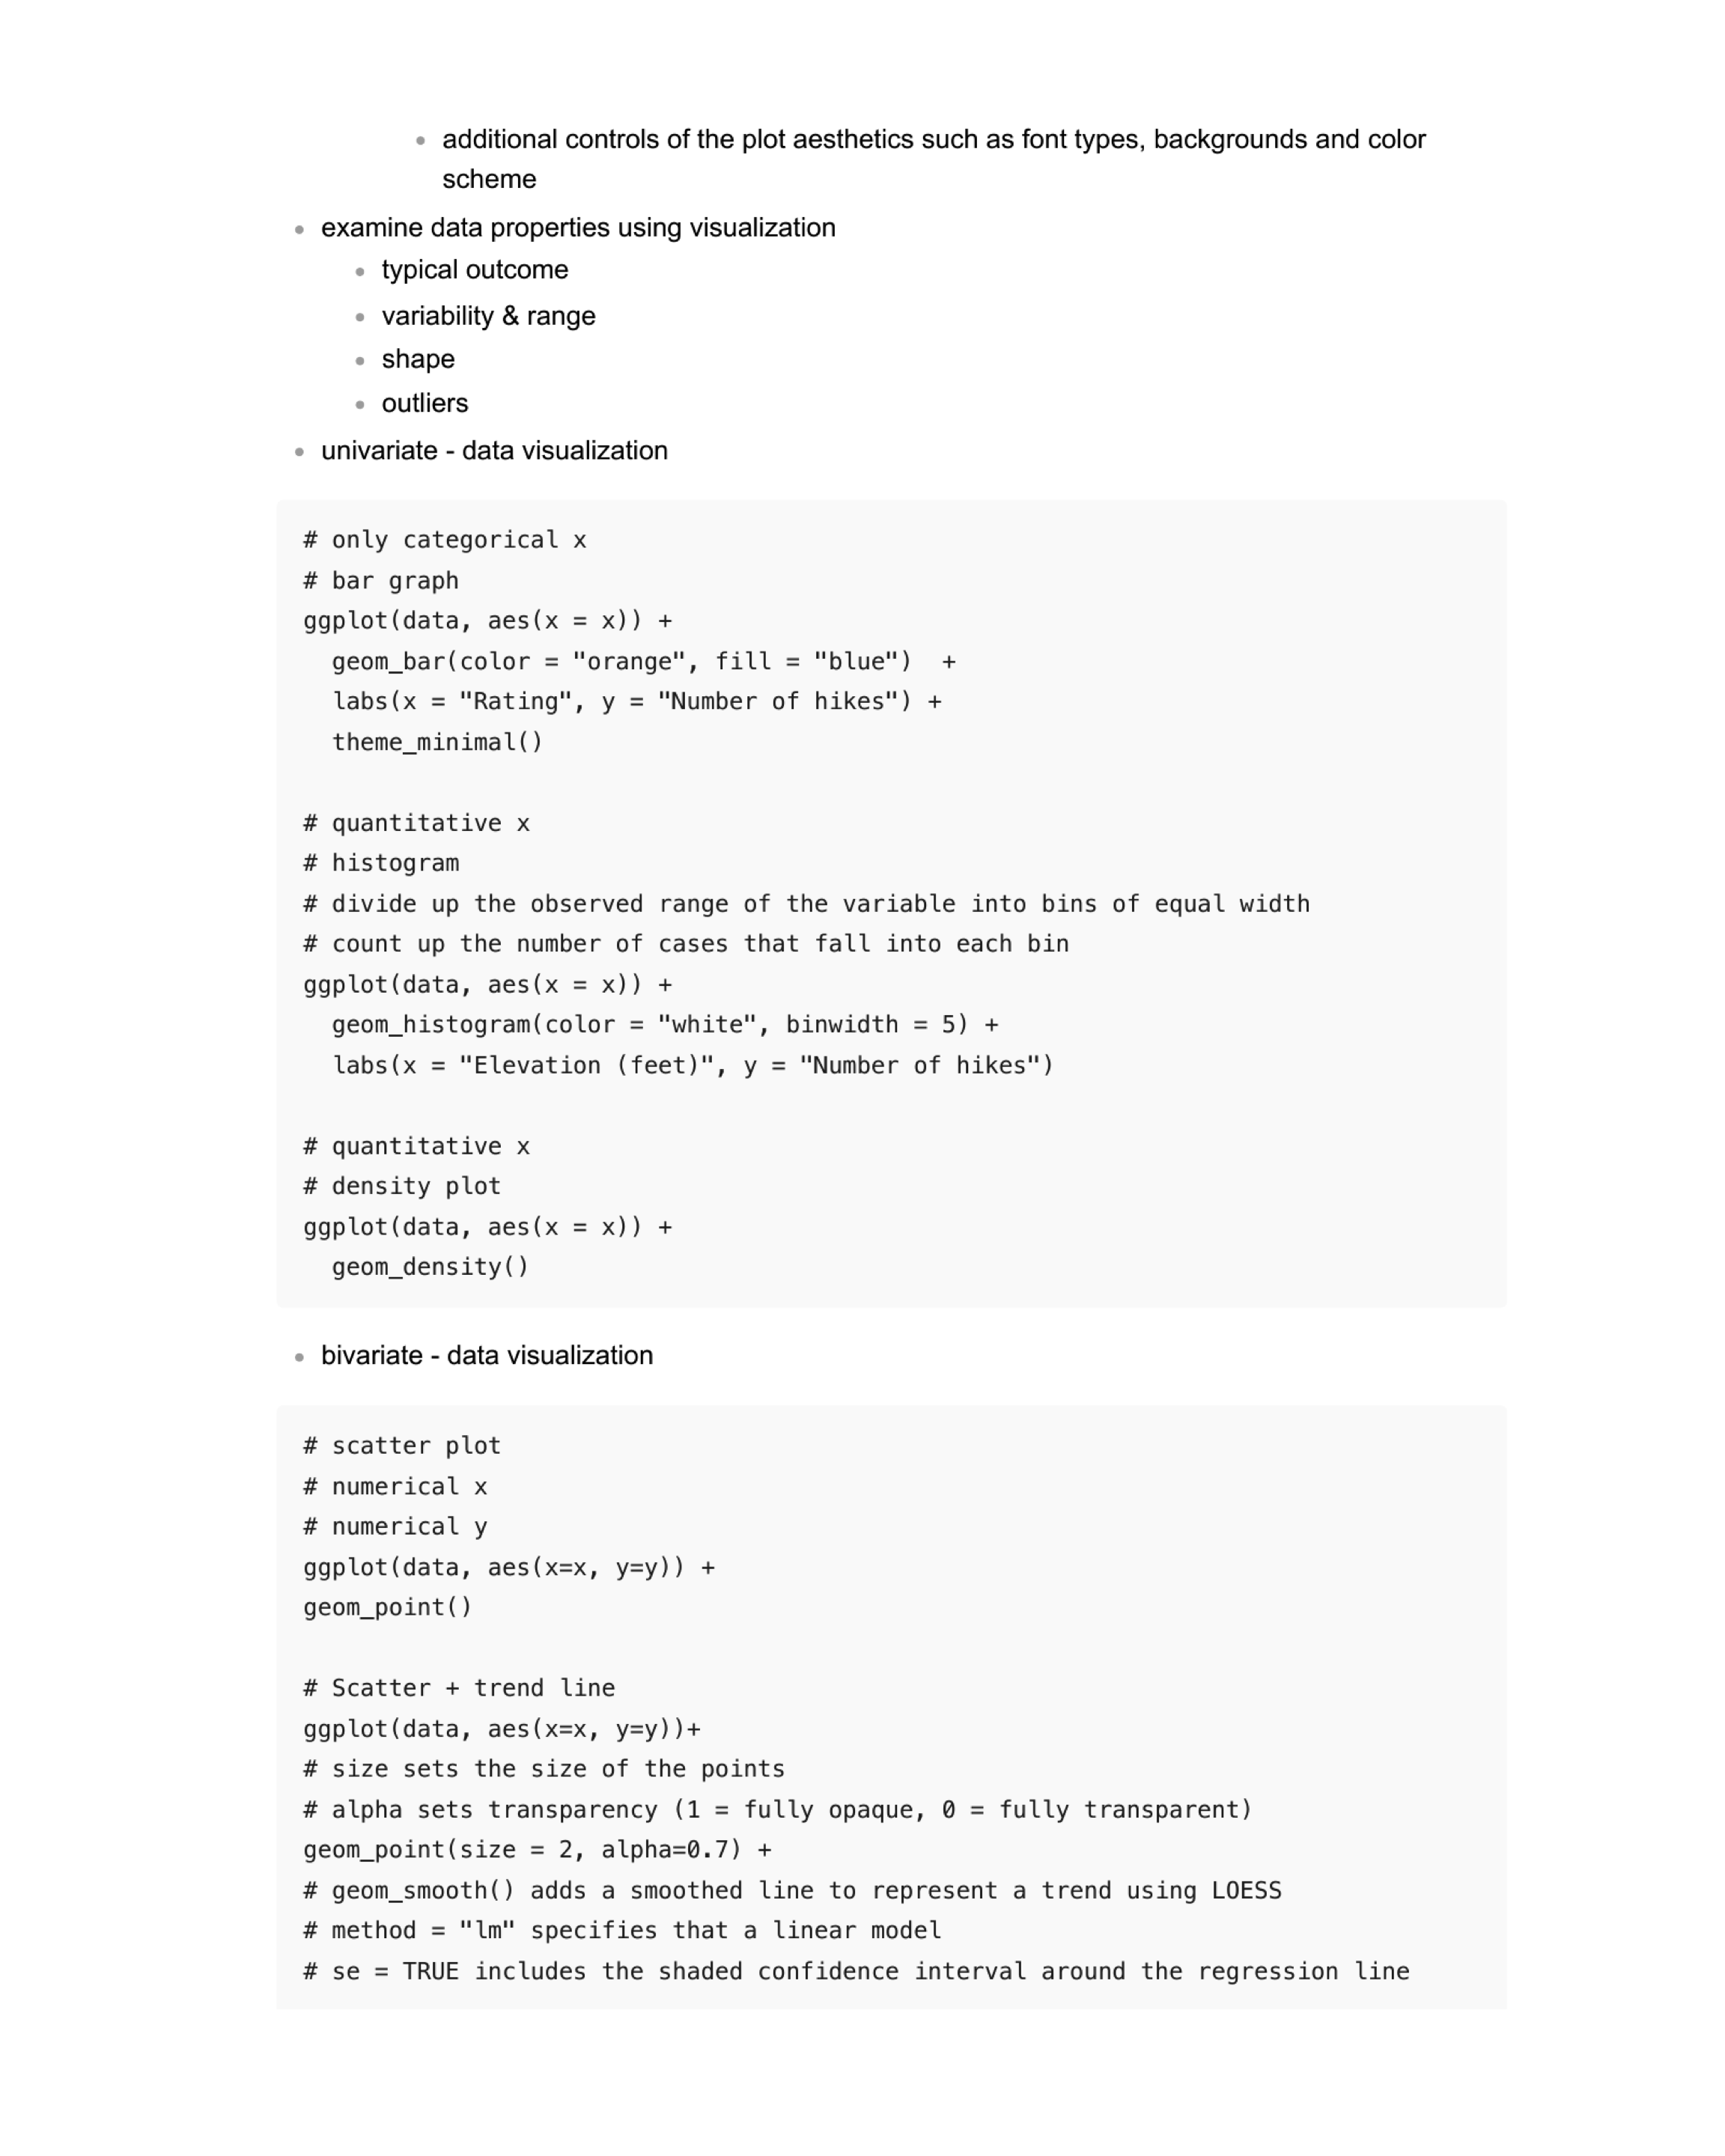 additional controls of the plot aesthetics such as font types, backgrounds and color
scheme
examine data properties using visualization
typical outcome
variability & range
shape
outliers
univariate - data visualization
# only categorical x
# bar graph
ggplot(data, aes(x = x)) +
  geom_bar(color = "orange", fill = "blue")  +
  labs(x = "Rating", y = "Number of hikes") +
  theme_minimal()
# quantitative x
# histogram
# divide up the observed range of the variable into bins of equal width
# count up the number of cases that fall into each bin
ggplot(data, aes(x = x)) +
  geom_histogram(color = "white", binwidth = 5) +
  labs(x = "Elevation (feet)", y = "Number of hikes")
# quantitative x
# density plot
ggplot(data, aes(x = x)) +
  geom_density()
bivariate - data visualization
# scatter plot
# numerical x
# numerical y
ggplot(data, aes(x=x, y=y)) +
geom_point()
# Scatter + trend line
ggplot(data, aes(x=x, y=y))+
# size sets the size of the points
# alpha sets transparency (1 = fully opaque, 0 = fully transparent)
geom_point(size = 2, alpha=0.7) +
# geom_smooth() adds a smoothed line to represent a trend using LOESS
# method = "lm" specifies that a linear model
# se = TRUE includes the shaded confidence interval around the regression line